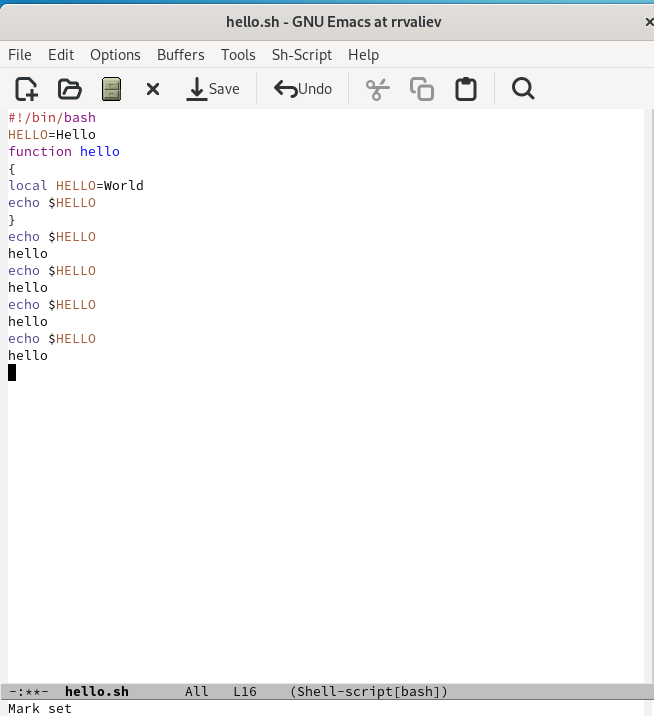 hello.sh - GNU Emacs at rrvaliev
File Edit Options Buffers Tools Sh-Script Help
Save Undo
#!/bin/bash
HELLO=Hello
function hello
{
local HELLO=World
echo $HELLO
}
echo $HELLO
hello
echo $HELLO
hello
echo $HELLO
hello
echo $HELLO
hello
-:**- hello.sh All L16 (Shell-script[bash])
Mark set